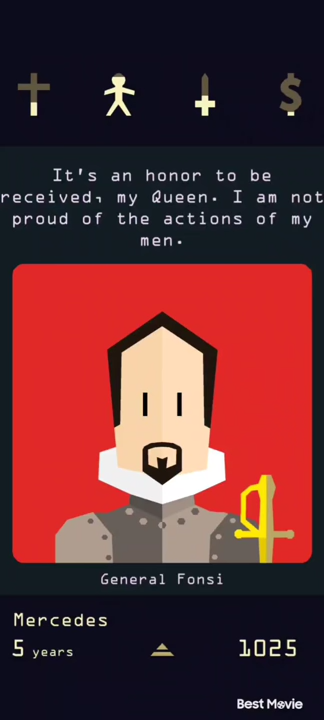 It's an honor to be
received, my Queen. I am not
proud of the actions of my
men.
General Fonsi
Mercedes
5 years
1025
Best Movie